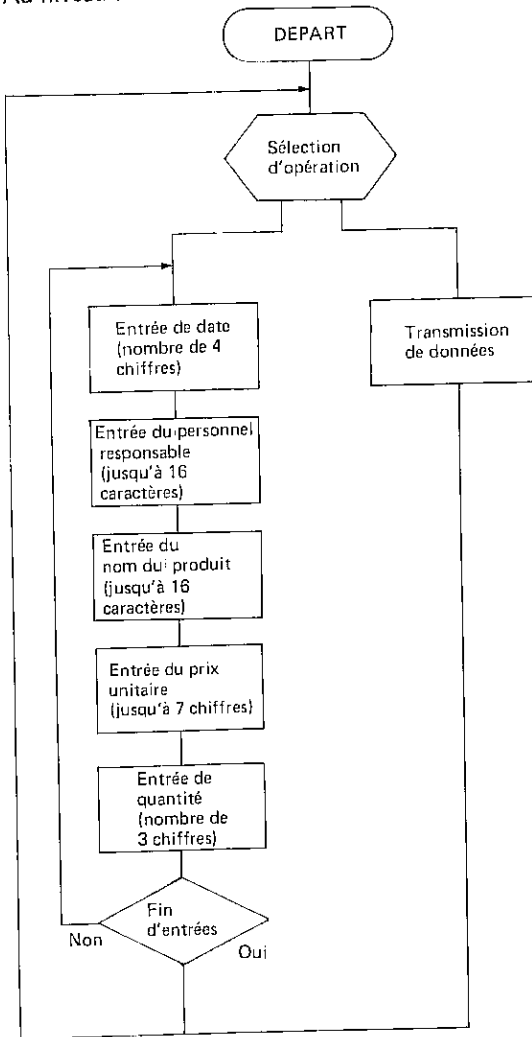 DEPART
Sélection
d'opération
Entrée de date
(nombre de 4
chiffres)
Transmission
de données
Entrée du personnel
responsable
(jusqu'à 16
caractères)
Entrée du
nom du produit
(jusqu'à 16
caractères)
Entrée du prix
unitaire
(jusqu'à 7 chiffres)
Entrée de
quantité
(nombre de
3 chiffres)
Fin
d'entrées
Non
Oui